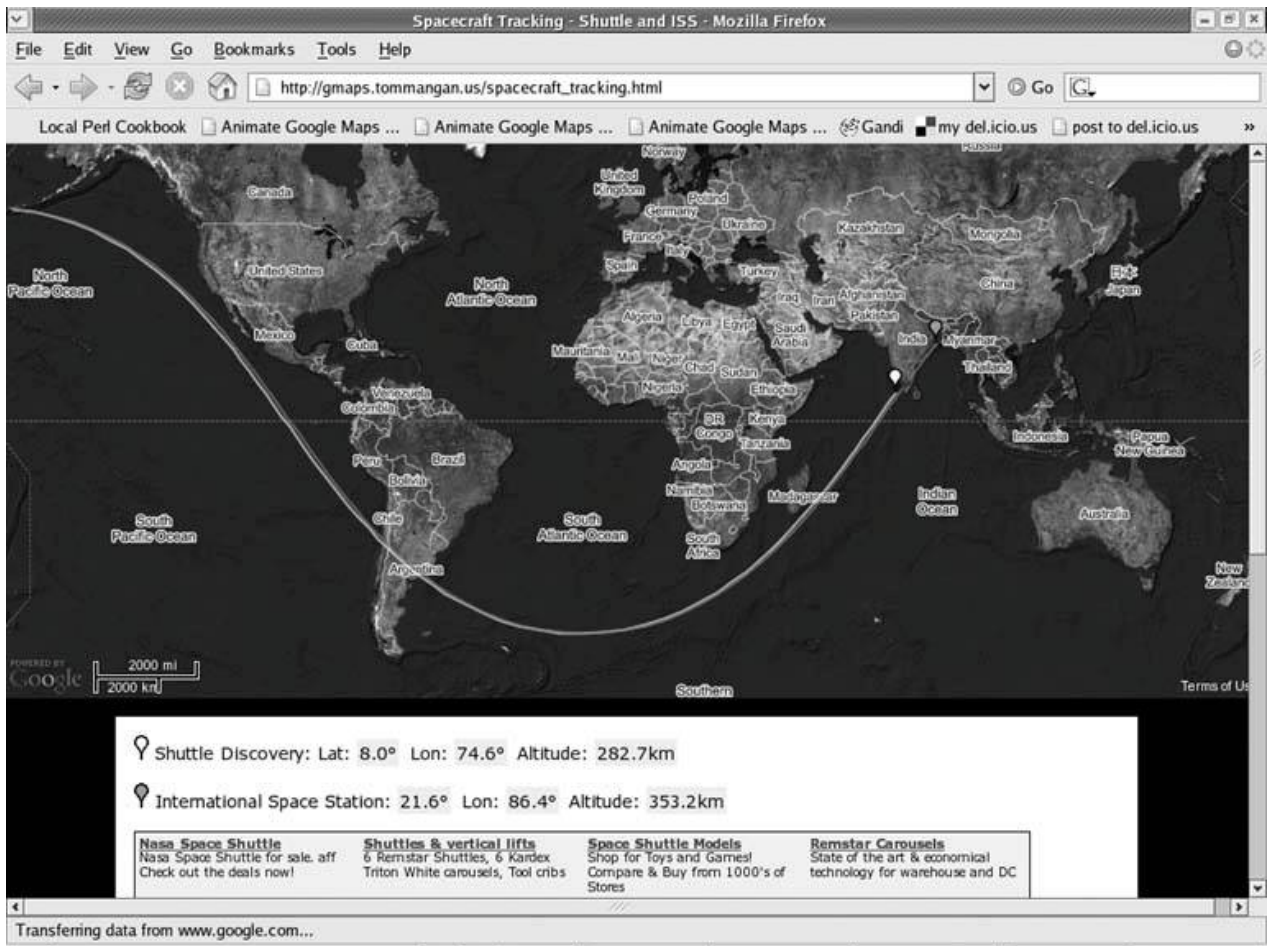 Spacecraft Tracking - Shuttle and ISS - Mozilla Firefox
File Edit View Go Bookmarks Tools Help
http://gmaps.tommangan.us/spacecraft_tracking.html
Go
G
Local Perl Cookbook Animate Google Maps ... Animate Google Maps ... Animate Google Maps ... Gandi my del.icio.us post to del.icio.us »
Norway
Russia
Canada
United Kingdom
Poland
Germany
Ukraine
Kazakhstan
Mongolia
France
Italy
Spain
Turkey
North Pacific Ocean
United States
North Atlantic Ocean
China
日本
Japan
Iraq
Iran
Afghanistan
Pakistan
Algeria
Libya
Egypt
Saudi Arabia
India
Myanmar
Mexico
Cuba
Mauritania
Mali
Niger
Chad
Sudan
Thailand
Nigeria
Ethiopia
Venezuela
Colombia
DR Congo
Kenya
Tanzania
Indonesia
Papua New Guinea
Peru
Brazil
Bolivia
Angola
Namibia
Botswana
Madagascar
Indian Ocean
Australia
South Pacific Ocean
Chile
South Atlantic Ocean
South Africa
Argentina
New Zealand
POWERED BY
Google
2000 mi
2000 km
Southern
Terms of Us
Shuttle Discovery: Lat: 8.0° Lon: 74.6° Altitude: 282.7km
International Space Station: 21.6° Lon: 86.4° Altitude: 353.2km
Nasa Space Shuttle
Nasa Space Shuttle for sale. aff
Check out the deals now!
Shuttles & vertical lifts
6 Remstar Shuttles, 6 Kardex
Triton White carousels, Tool cribs
Space Shuttle Models
Shop for Toys and Games!
Compare & Buy from 1000's of
Stores
Remstar Carousels
State of the art & economical
technology for warehouse and DC
Transferring data from www.google.com...